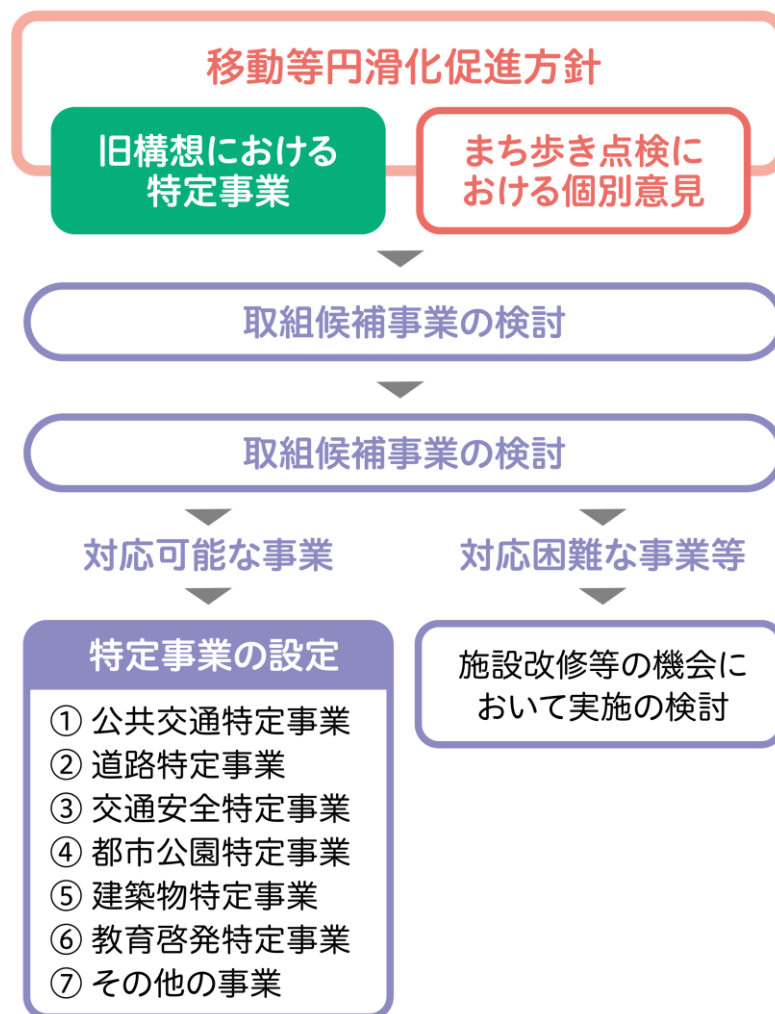 移動等円滑化促進方針
旧構想における
特定事業
まち歩き点検に
おける個別意見
取組候補事業の検討
取組候補事業の検討
対応可能な事業
対応困難な事業等
特定事業の設定
① 公共交通特定事業
② 道路特定事業
③ 交通安全特定事業
④ 都市公園特定事業
⑤ 建築物特定事業
⑥ 教育啓発特定事業
⑦ その他の事業
施設改修等の機会に
おいて実施の検討